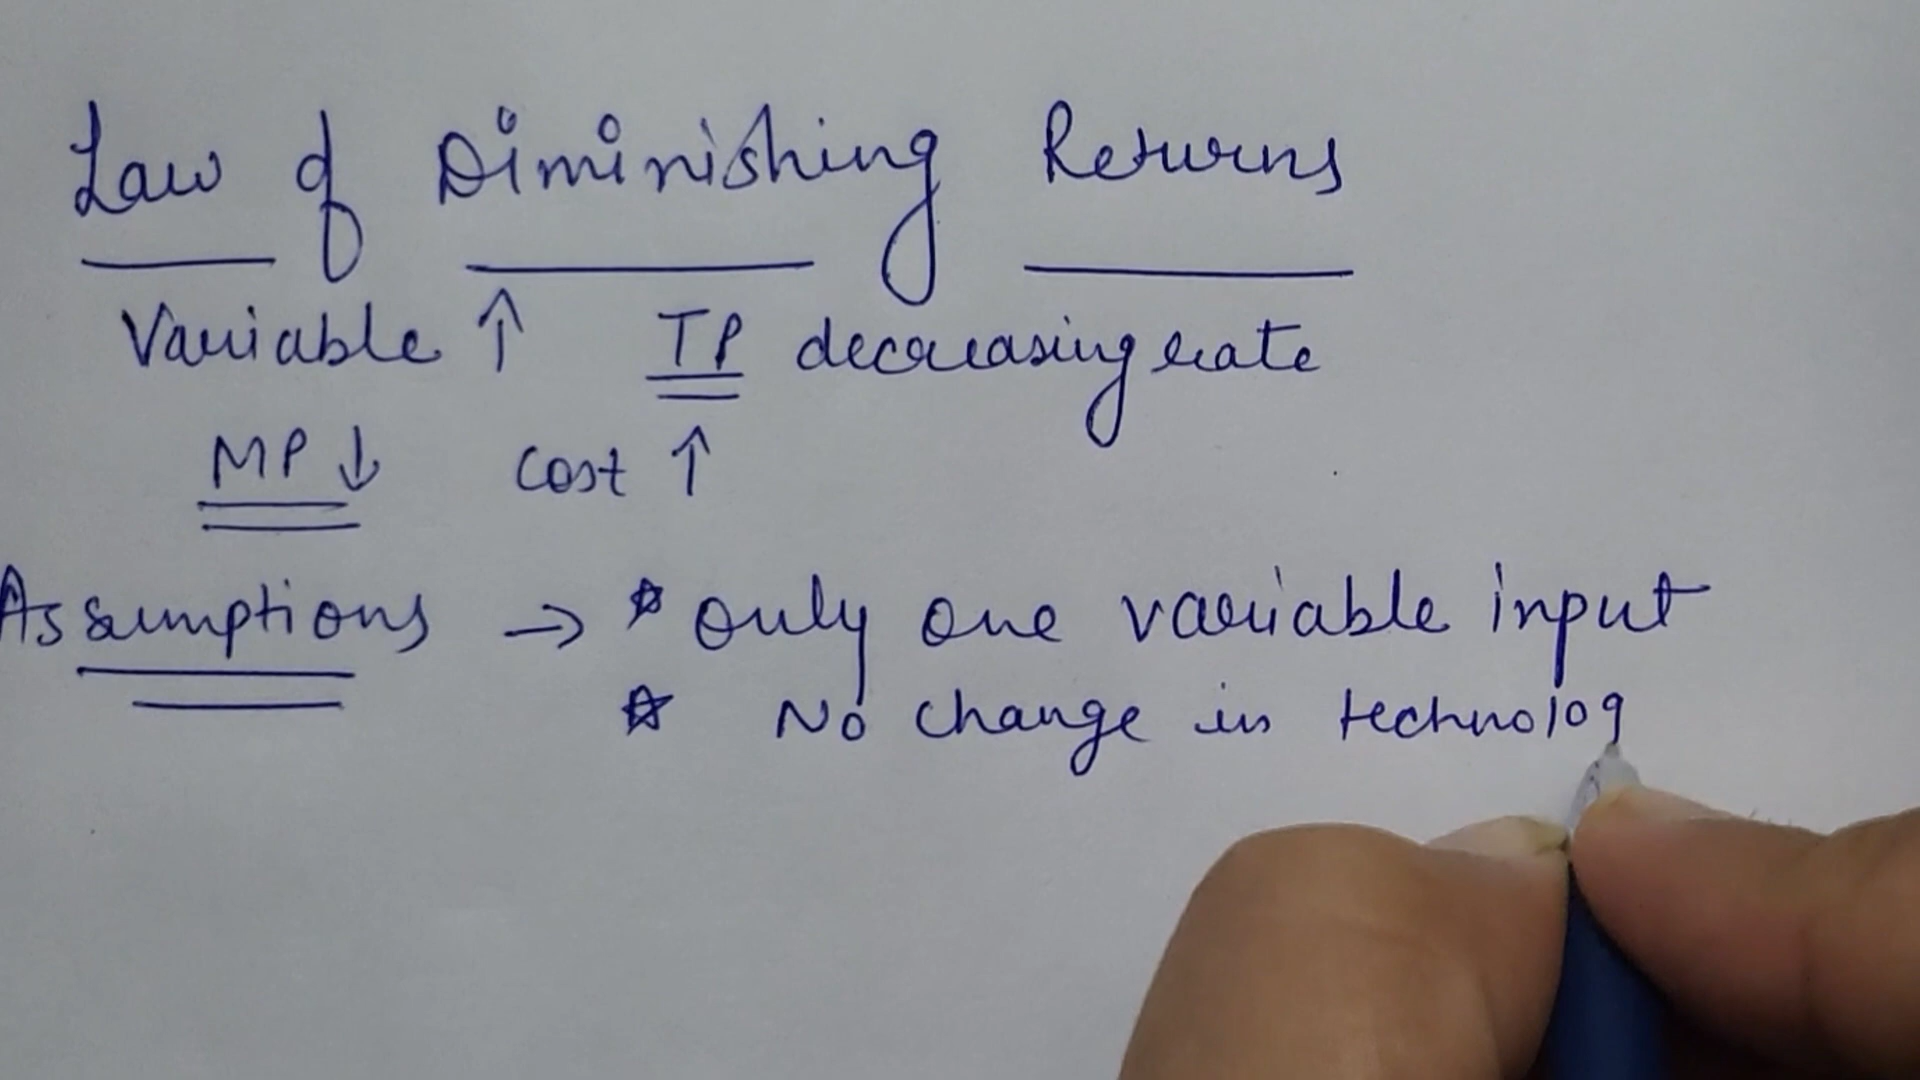 Law of Diminishing Returns
Variable ↑ TP decreasing rate
MP ↓ Cost ↑
Assumptions → * only one variable input
* No change in technolog